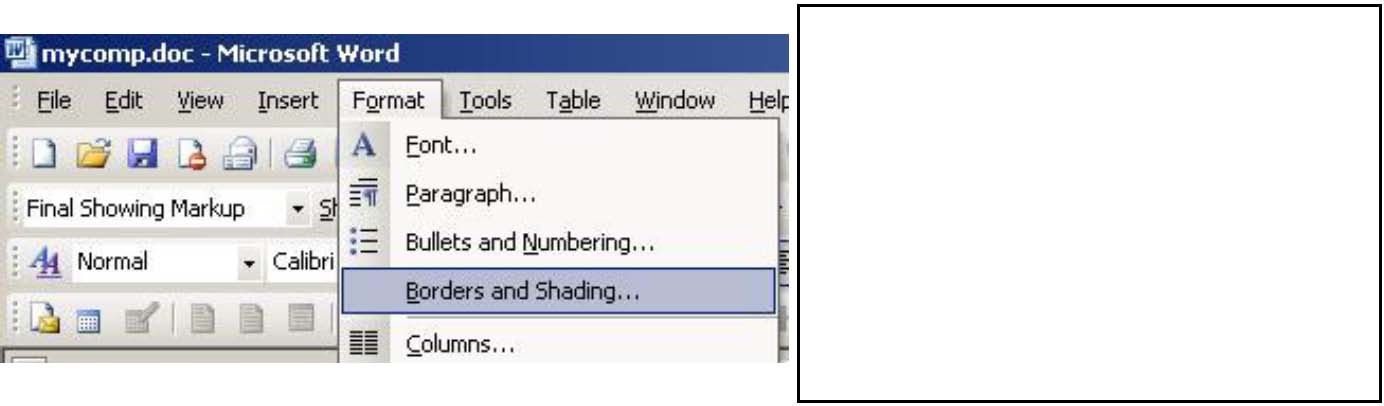 mycomp.doc - Microsoft Word
File Edit View Insert Format Tools Table Window Help
Font...
Paragraph...
Final Showing Markup
Bullets and Numbering...
Normal Calibri
Borders and Shading...
Columns...